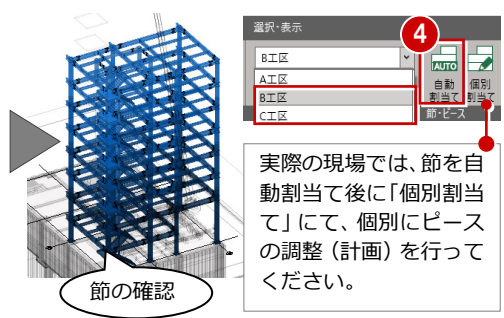 選択・表示
4
B工区
A工区
B工区
C工区
AUTO
自動
割当て
個別
割当て
節・ピース
実際の現場では、節を自
動割当て後に「個別割当
て」にて、個別にピース
の調整（計画）を行って
ください。
節の確認